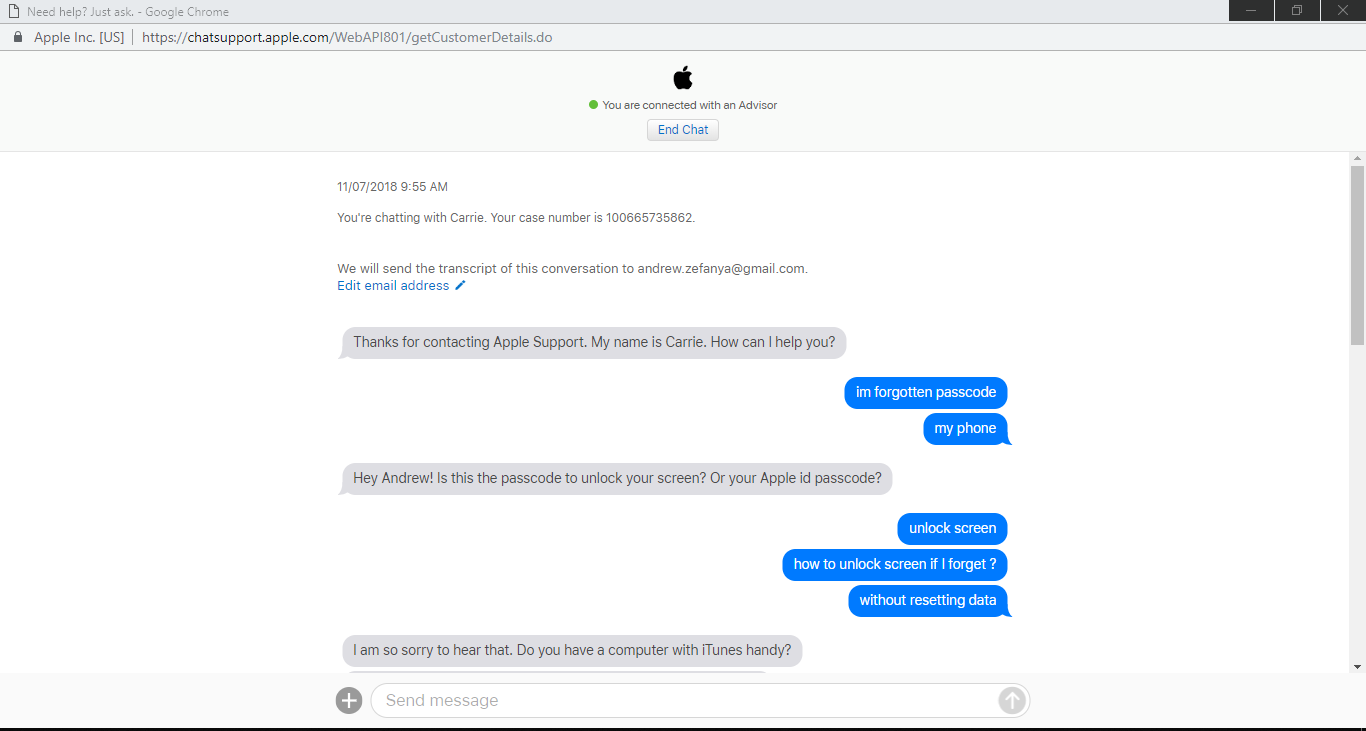 Need help? Just ask. - Google Chrome
Apple Inc. [US] | https://chatsupport.apple.com/WebAPI801/getCustomerDetails.do
You are connected with an Advisor
End Chat
11/07/2018 9:55 AM
You're chatting with Carrie. Your case number is 100665735862.
We will send the transcript of this conversation to andrew.zefanya@gmail.com.
Edit email address
Thanks for contacting Apple Support. My name is Carrie. How can I help you?
im forgotten passcode
my phone
Hey Andrew! Is this the passcode to unlock your screen? Or your Apple id passcode?
unlock screen
how to unlock screen if I forget ?
without resetting data
I am so sorry to hear that. Do you have a computer with iTunes handy?
Send message